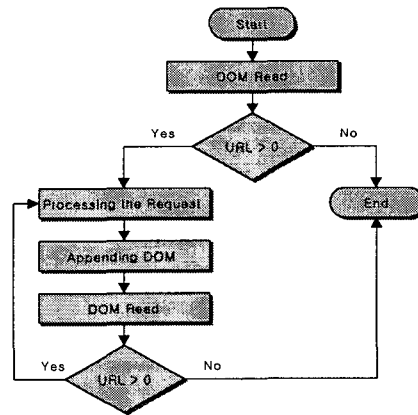 Start
DOM Read
URL > 0
Yes
No
Processing the Request
End
Appending DOM
DOM Read
URL > 0
Yes
No